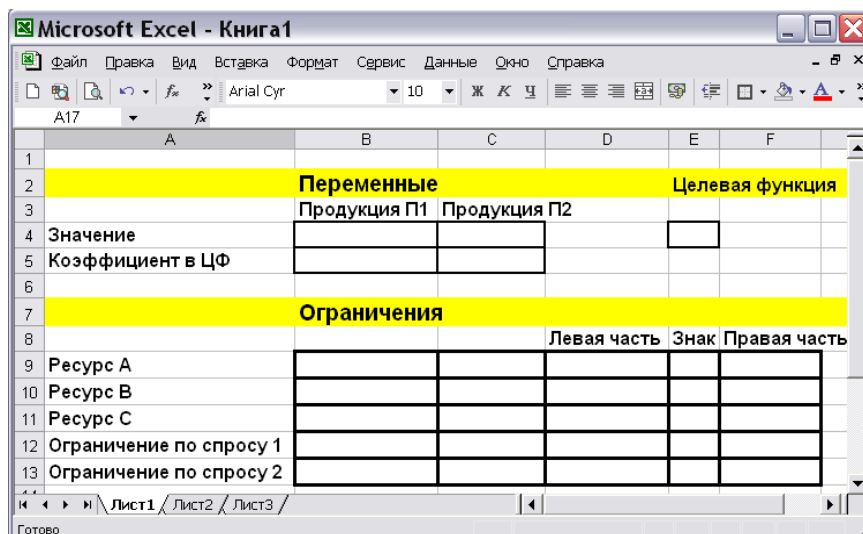 Microsoft Excel - Книга1
Файл Правка Вид Вставка Формат Сервис Данные Окно Справка
Arial Cyr 10 Ж К Ч
A17 fx
A B C D E F
1
2 Переменные Целевая функция
3 Продукция П1 Продукция П2
4 Значение
5 Коэффициент в ЦФ
6
7 Ограничения
8 Левая часть Знак Правая часть
9 Ресурс А
10 Ресурс В
11 Ресурс С
12 Ограничение по спросу 1
13 Ограничение по спросу 2
Лист1 Лист2 Лист3
Готово